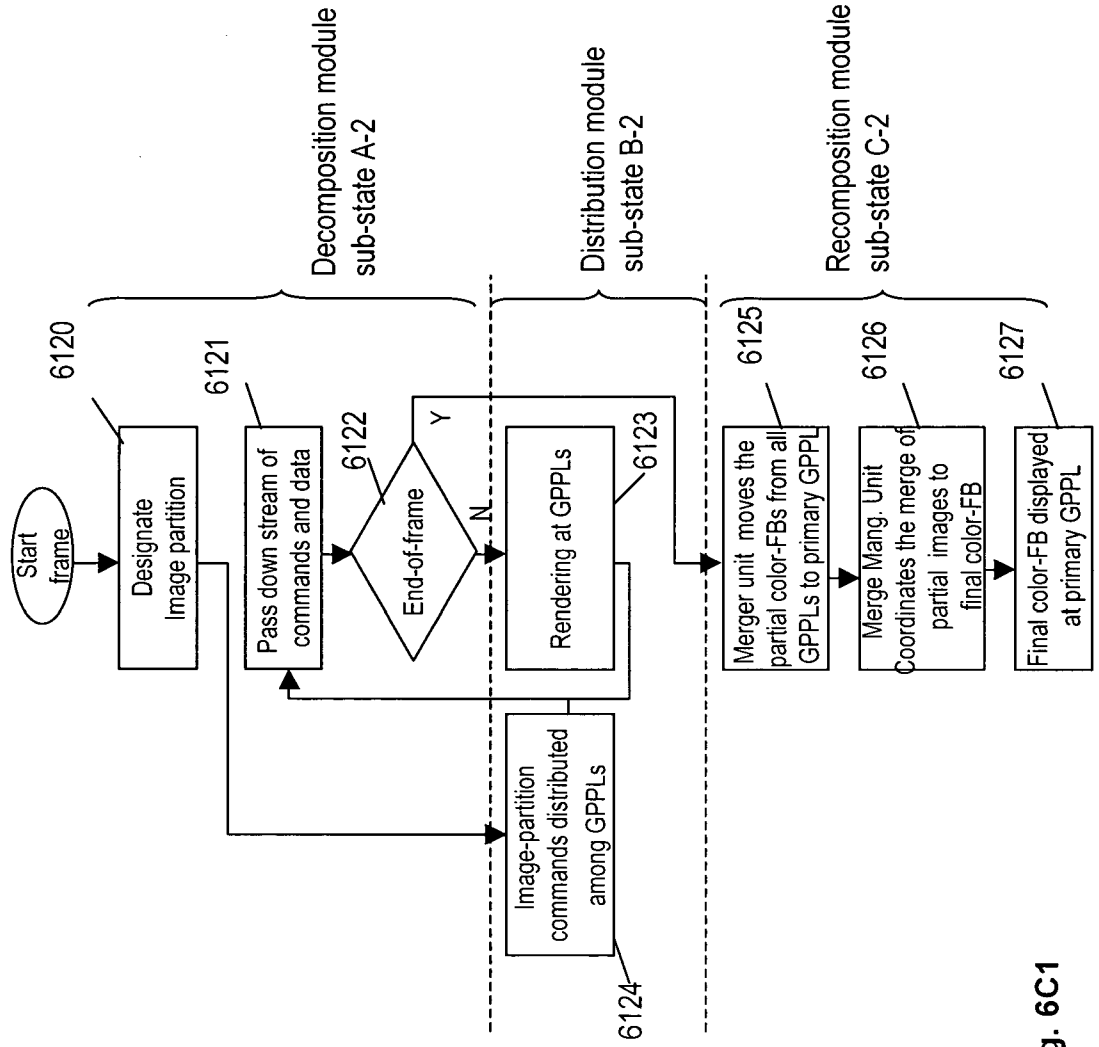 Start
frame
6120
Designate
Image partition
6121
Pass down stream of
commands and data
6122
End-of-frame
Y
N
Decomposition module
sub-state A-2
6123
Rendering at GPPLs
6124
Image-partition
commands distributed
among GPPLs
Distribution module
sub-state B-2
6125
Merger unit moves the
partial color-FBs from all
GPPLs to primary GPPL
6126
Merge Mang. Unit
Coordinates the merge of
partial images to
final color-FB
6127
Final color-FB displayed
at primary GPPL
Recomposition module
sub-state C-2
g. 6C1